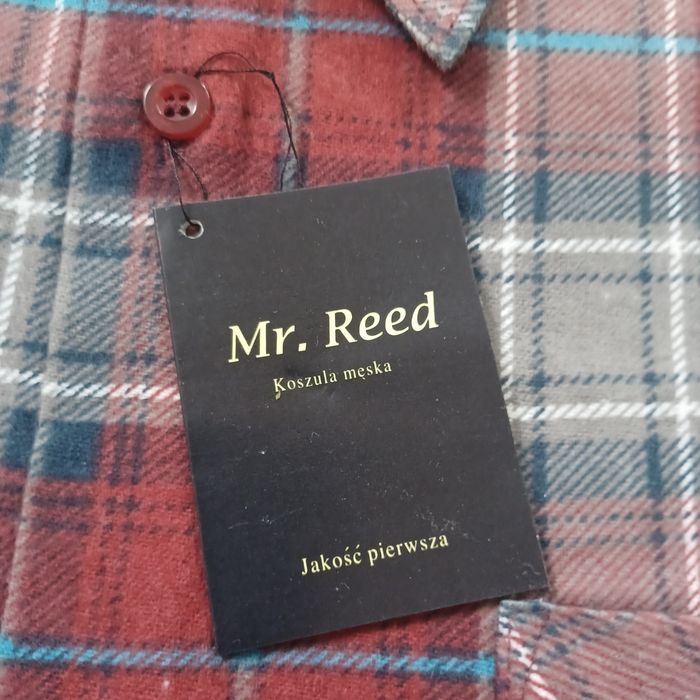 Mr. Reed
Koszula męska
Jakość pierwsza